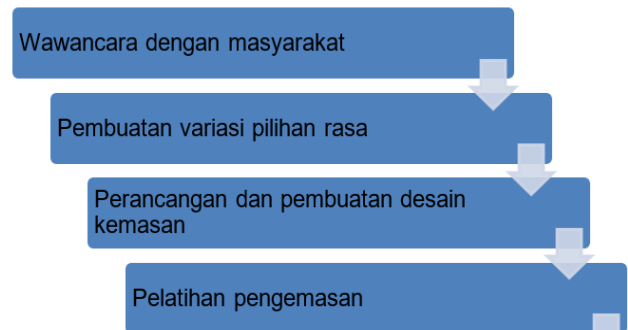 Wawancara dengan masyarakat
Pembuatan variasi pilihan rasa
Perancangan dan pembuatan desain
kemasan
Pelatihan pengemasan